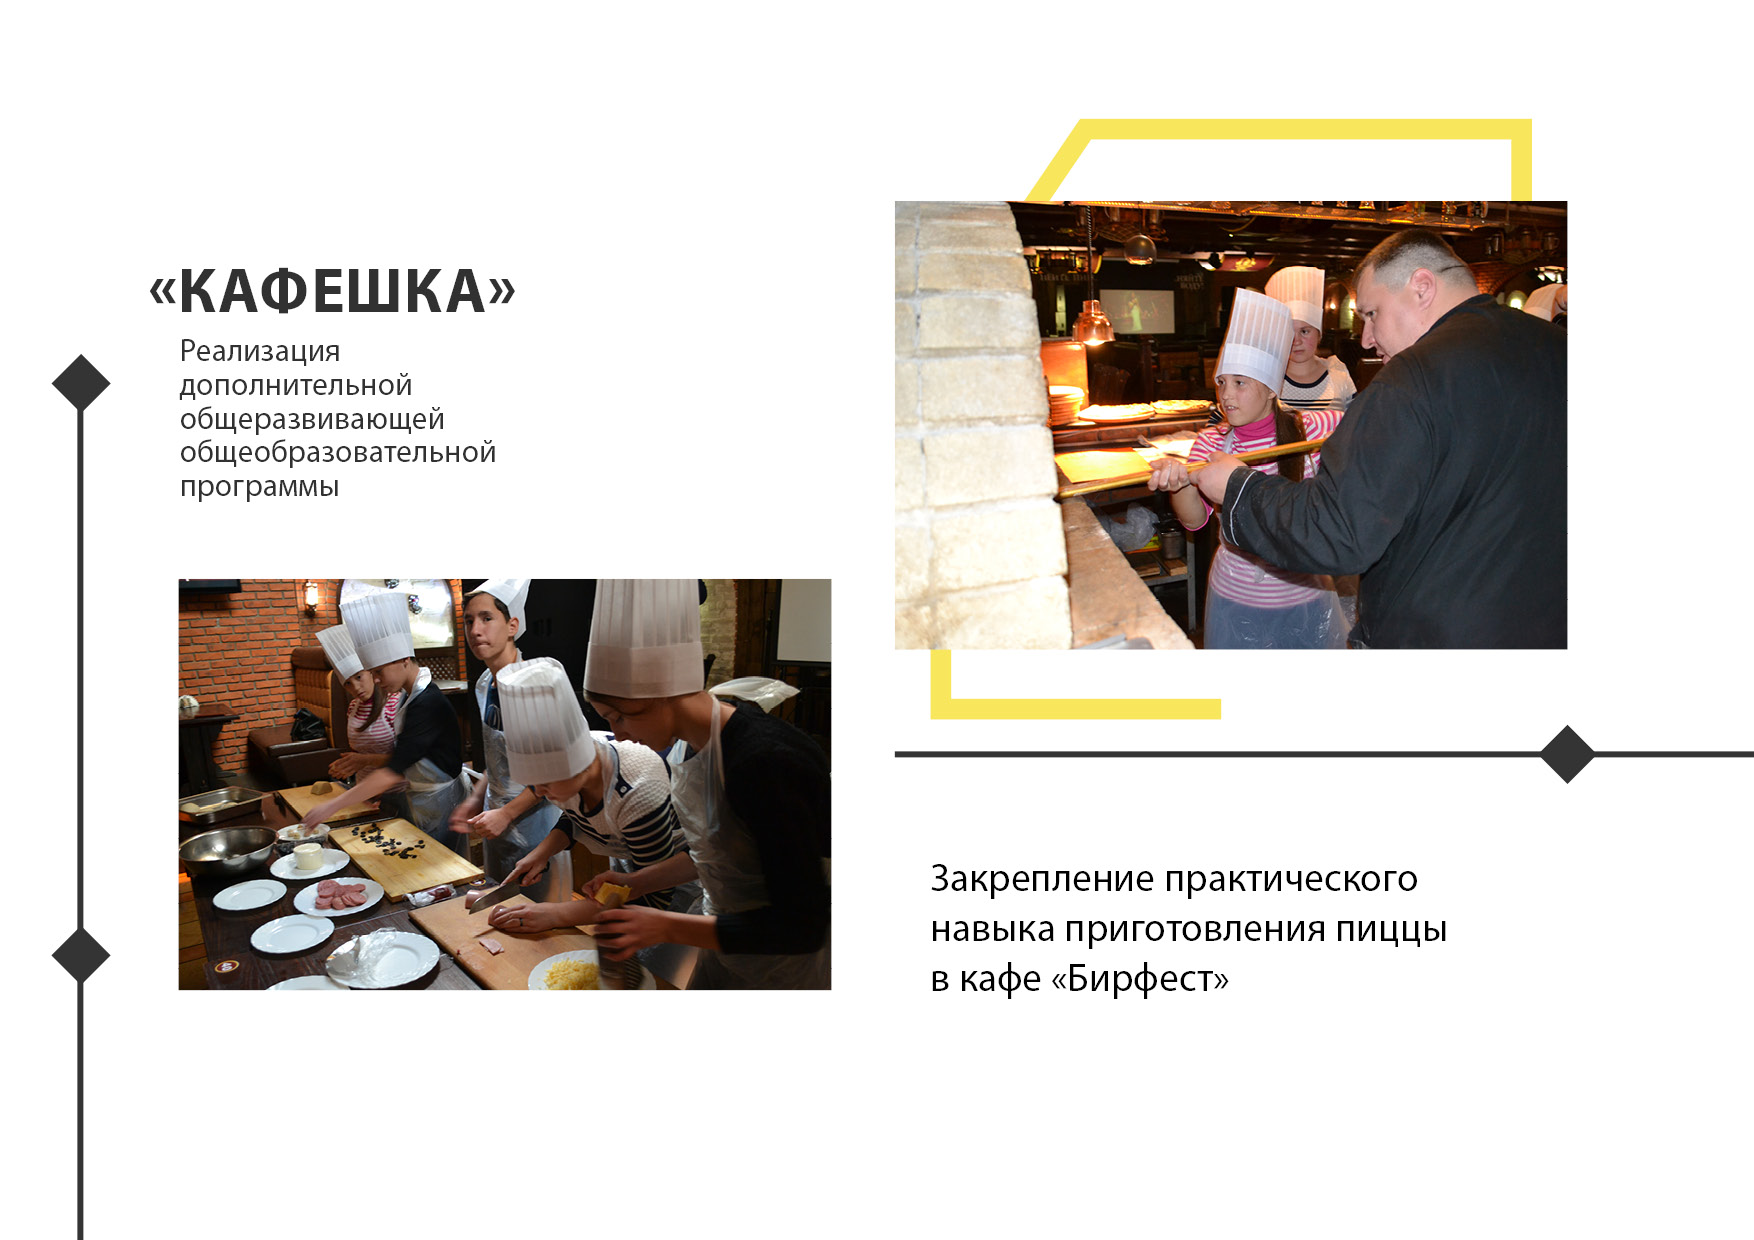 «КАФЕШКА»
Реализация
дополнительной
общеразвивающей
общеобразовательной
программы
Закрепление практического
навыка приготовления пиццы
в кафе «Бирфест»